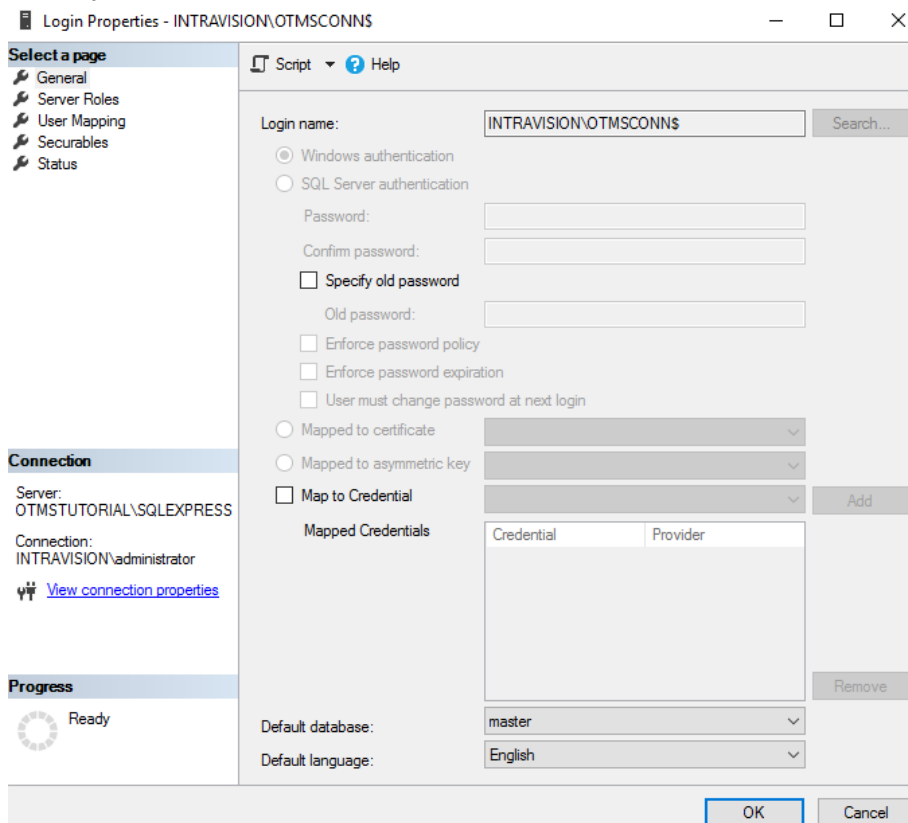 Login Properties - INTRAVISION\OTMSCONN$
Select a page
General
Server Roles
User Mapping
Securables
Status
Script
Help
Login name:
INTRAVISION\OTMSCONN$
Search...
Windows authentication
SQL Server authentication
Password:
Confirm password:
Specify old password
Old password:
Enforce password policy
Enforce password expiration
User must change password at next login
Mapped to certificate
Mapped to asymmetric key
Map to Credential
Add
Mapped Credentials
Credential Provider
Remove
Default database:
master
Default language:
English
Connection
Server:
OTMSTUTORIAL\SQLEXPRESS
Connection:
INTRAVISION\administrator
View connection properties
Progress
Ready
OK
Cancel